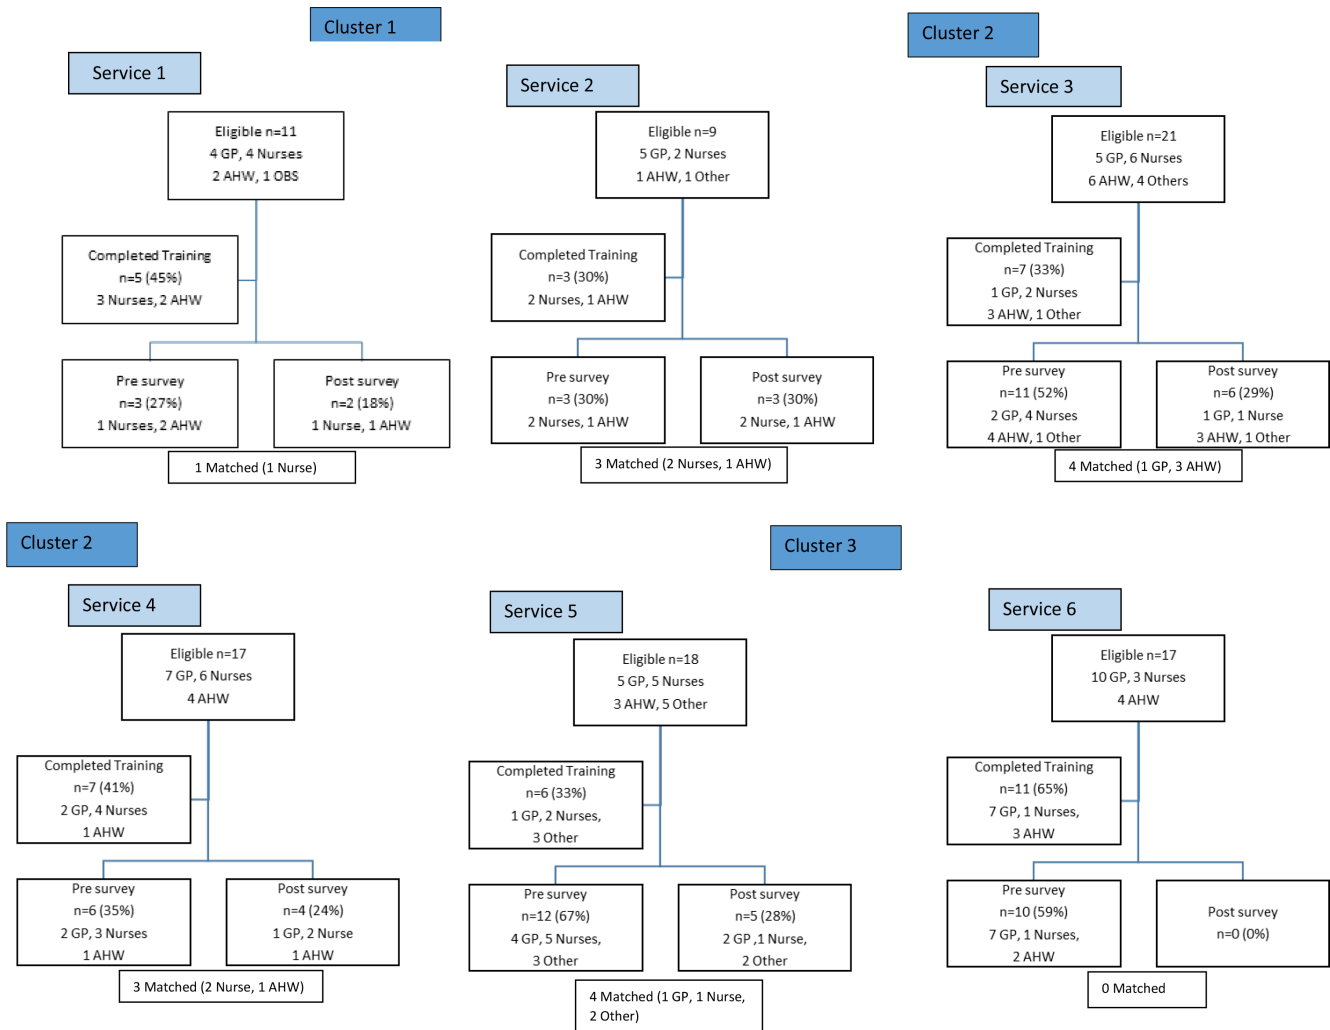 Cluster 1
Service 1
Eligible n=11
4 GP, 4 Nurses
2 AHW, 1 OBS
Completed Training
n=5 (45%)
3 Nurses, 2 AHW
Pre survey
n=3 (27%)
1 Nurses, 2 AHW
Post survey
n=2 (18%)
1 Nurse, 1 AHW
1 Matched (1 Nurse)
Service 2
Eligible n=9
5 GP, 2 Nurses
1 AHW, 1 Other
Completed Training
n=3 (30%)
2 Nurses, 1 AHW
Pre survey
n=3 (30%)
2 Nurses, 1 AHW
Post survey
n=3 (30%)
2 Nurse, 1 AHW
3 Matched (2 Nurses, 1 AHW)
Cluster 2
Service 3
Eligible n=21
5 GP, 6 Nurses
6 AHW, 4 Others
Completed Training
n=7 (33%)
1 GP, 2 Nurses
3 AHW, 1 Other
Pre survey
n=11 (52%)
2 GP, 4 Nurses
4 AHW, 1 Other
Post survey
n=6 (29%)
1 GP, 1 Nurse
3 AHW, 1 Other
4 Matched (1 GP, 3 AHW)
Cluster 2
Service 4
Eligible n=17
7 GP, 6 Nurses
4 AHW
Completed Training
n=7 (41%)
2 GP, 4 Nurses
1 AHW
Pre survey
n=6 (35%)
2 GP, 3 Nurses
1 AHW
Post survey
n=4 (24%)
1 GP, 2 Nurse
1 AHW
3 Matched (2 Nurse, 1 AHW)
Cluster 3
Service 5
Eligible n=18
5 GP, 5 Nurses
3 AHW, 5 Other
Completed Training
n=6 (33%)
1 GP, 2 Nurses,
3 Other
Pre survey
n=12 (67%)
4 GP, 5 Nurses,
3 Other
Post survey
n=5 (28%)
2 GP ,1 Nurse,
2 Other
4 Matched (1 GP, 1 Nurse,
2 Other)
Service 6
Eligible n=17
10 GP, 3 Nurses
4 AHW
Completed Training
n=11 (65%)
7 GP, 1 Nurses,
3 AHW
Pre survey
n=10 (59%)
7 GP, 1 Nurses,
2 AHW
Post survey
n=0 (0%)
0 Matched